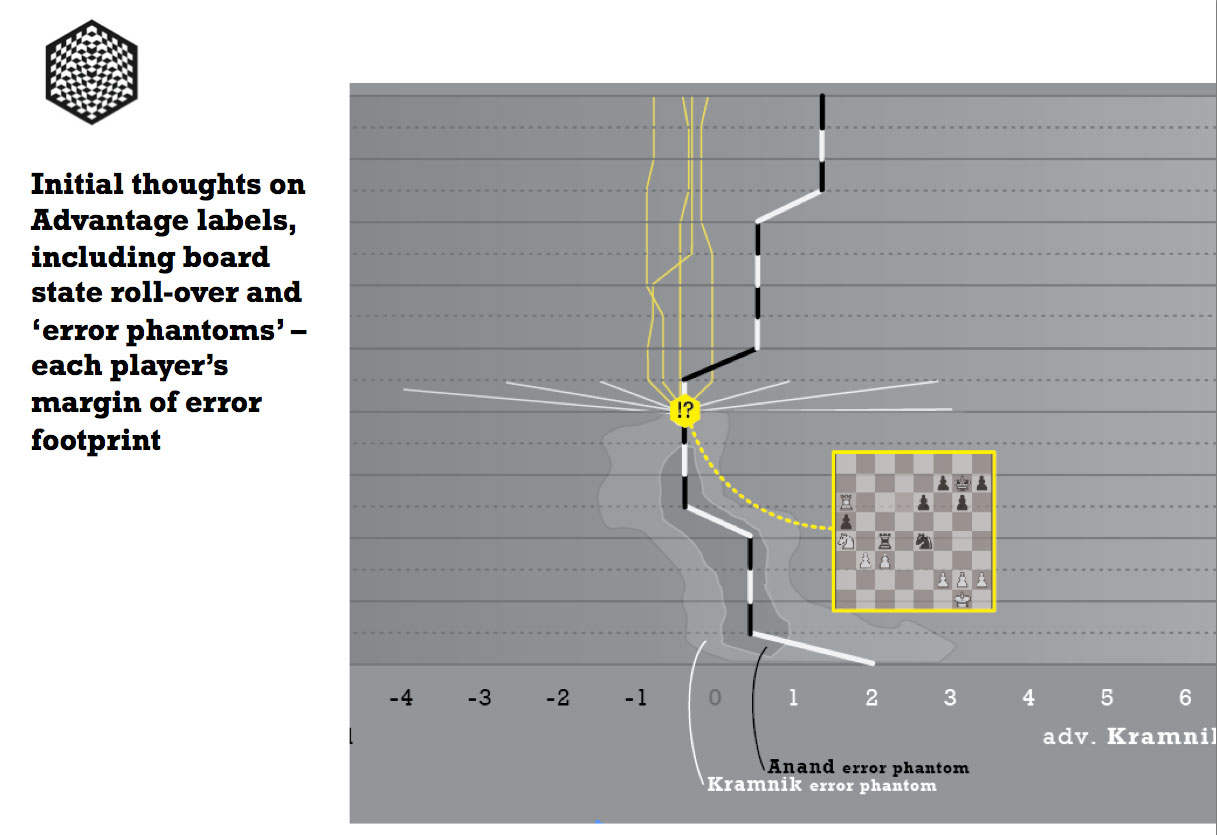 Initial thoughts on
Advantage labels,
including board
state roll-over and
‘error phantoms’ –
each player’s
margin of error
footprint
!?
-4 -3 -2 -1 0 1 2 3 4 5 6
adv. Kramni
Anand error phantom
Kramnik error phantom